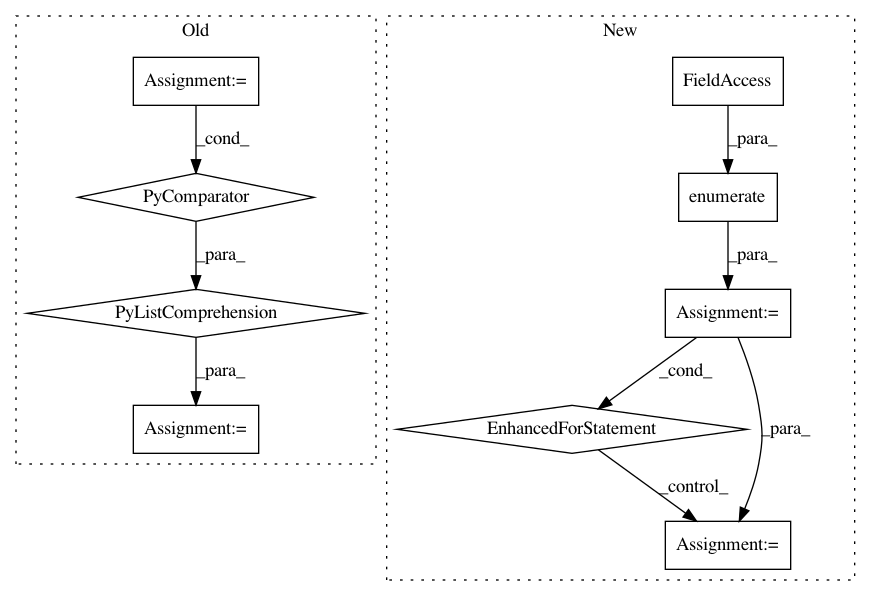 Old
Assignment:=
_cond_
PyComparator
_para_
PyListComprehension
_para_
Assignment:=
New
FieldAccess
_para_
enumerate
_para_
Assignment:=
_cond_
EnhancedForStatement
_para_
_control_
Assignment:=